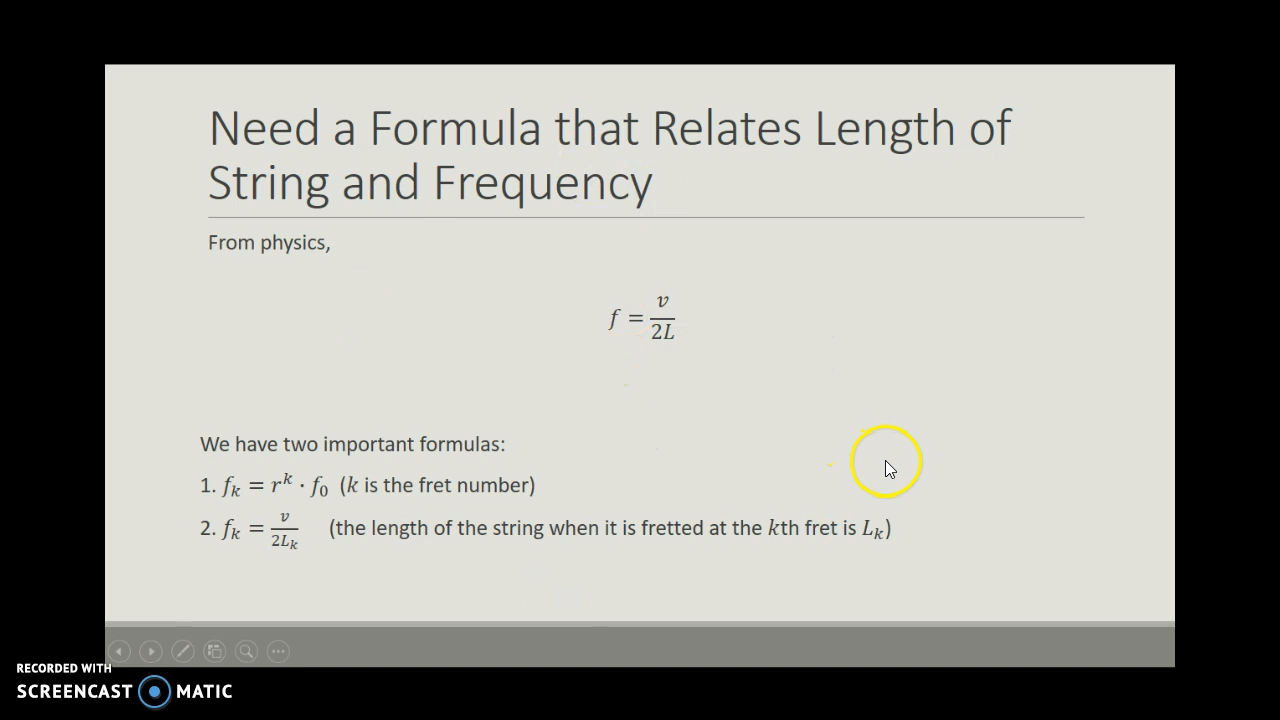 Need a Formula that Relates Length of
String and Frequency
From physics,
f = v/2L
We have two important formulas:
1. f_k = r^k · f_0 (k is the fret number)
2. f_k = v/2L_k (the length of the string when it is fretted at the kth fret is L_k)
RECORDED WITH
SCREENCAST MATIC